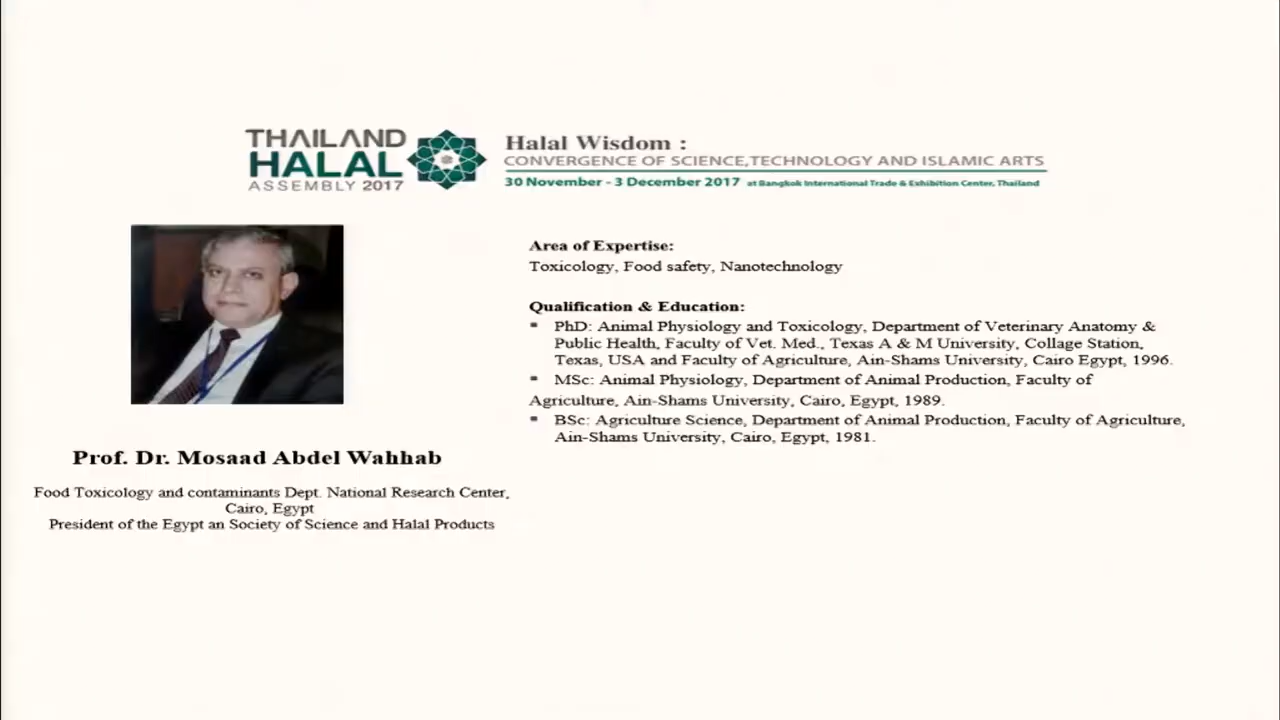 THAILAND
HALAL
ASSEMBLY 2017
Halal Wisdom :
CONVERGENCE OF SCIENCE,TECHNOLOGY AND ISLAMIC ARTS
30 November - 3 December 2017 at Bangkok International Trade & Exhibition Center, Thailand
Prof. Dr. Mosaad Abdel Wahhab
Food Toxicology and contaminants Dept. National Research Center,
Cairo, Egypt
President of the Egypt an Society of Science and Halal Products
Area of Expertise:
Toxicology, Food safety, Nanotechnology
Qualification & Education:
▪ PhD: Animal Physiology and Toxicology, Department of Veterinary Anatomy &
Public Health, Faculty of Vet. Med., Texas A & M University, Collage Station,
Texas, USA and Faculty of Agriculture, Ain-Shams University, Cairo Egypt, 1996.
▪ MSc: Animal Physiology, Department of Animal Production, Faculty of
Agriculture, Ain-Shams University, Cairo, Egypt, 1989.
▪ BSc: Agriculture Science, Department of Animal Production, Faculty of Agriculture,
Ain-Shams University, Cairo, Egypt, 1981.